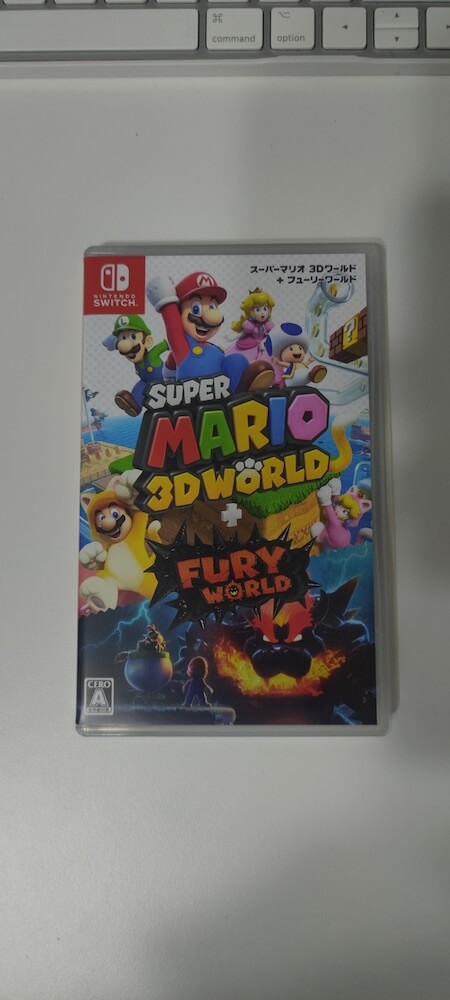 command
option
NINTENDO
SWITCH
スーパーマリオ 3Dワールド
+ フューリーワールド
M
L
?
SUPER
MARIO
3D WORLD
+
FURY
WORLD
CERO
A